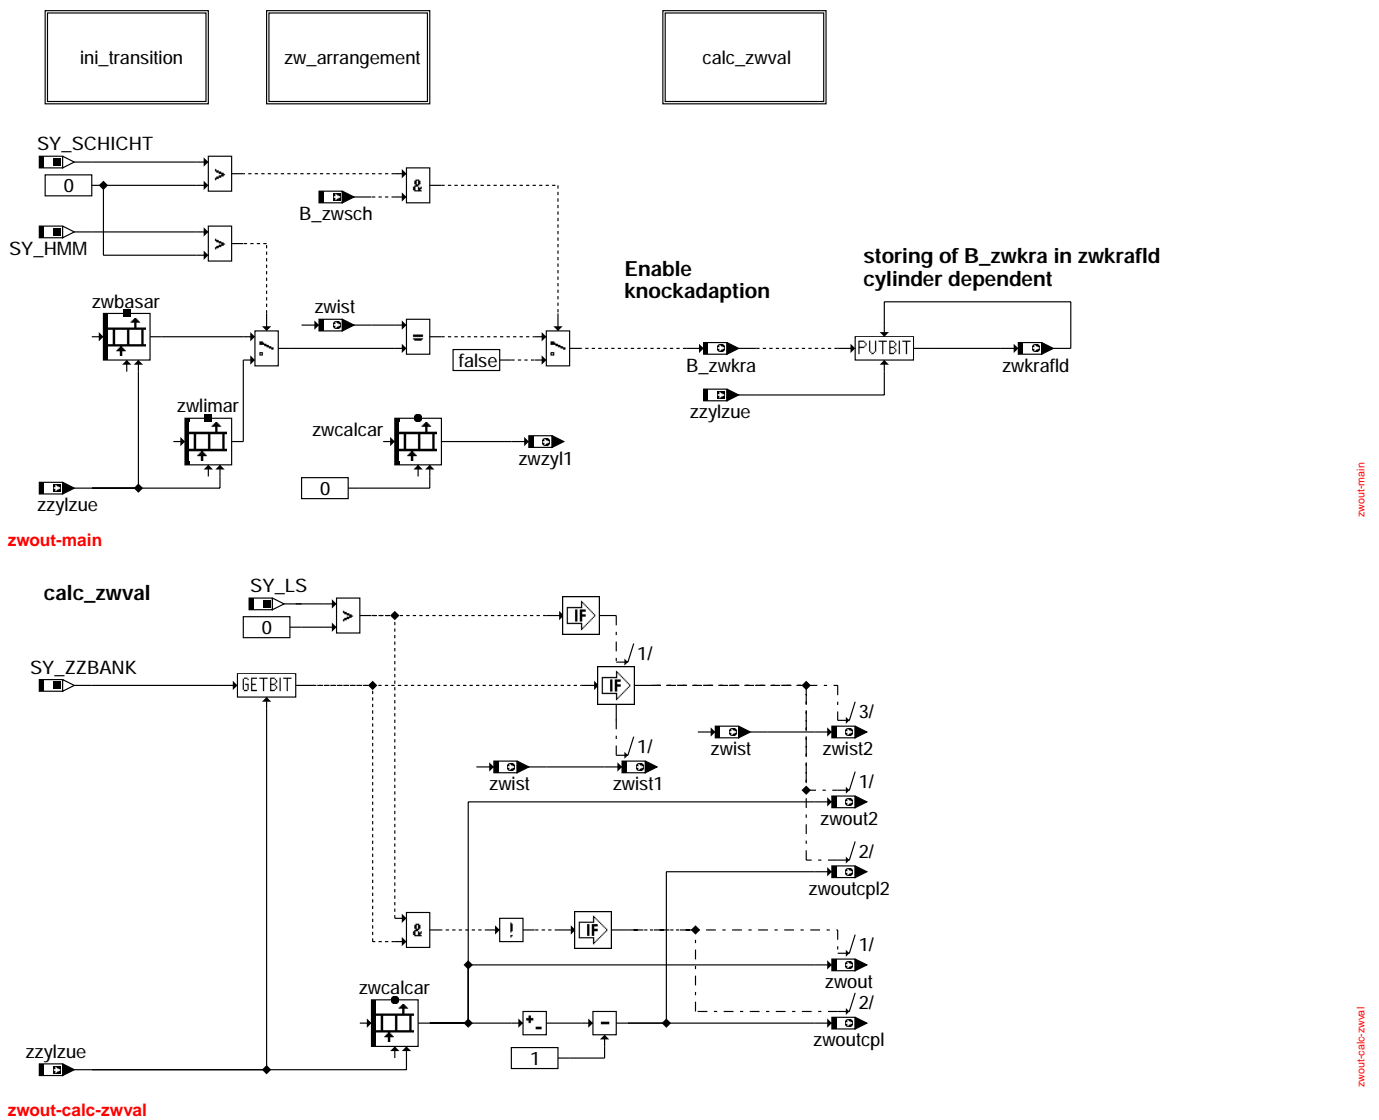 ini_transition
zw_arrangement
calc_zwval
SY_SCHICHT
>
0
&
B_zwsch
SY_HMM
>
Enable
knockadaption
storing of B_zwkra in zwkrafld
cylinder dependent
zwbasar
zwist
=
false
B_zwkra
PUTBIT
zwkrafld
zzylzue
zwlimar
zwcalcar
zwzyl1
0
zzylzue
zwout-main
zwout-main
calc_zwval
SY_LS
>
0
IF
/1/
SY_ZZBANK
GETBIT
IF
/3/
zwist
zwist2
/1/
zwist
zwist1
/1/
zwout2
/2/
zwoutcpl2
&
!
IF
/1/
zwout
zwcalcar
/2/
+-
-
zwoutcpl
1
zzylzue
zwout-calc-zwval
zwout-calc-zwval